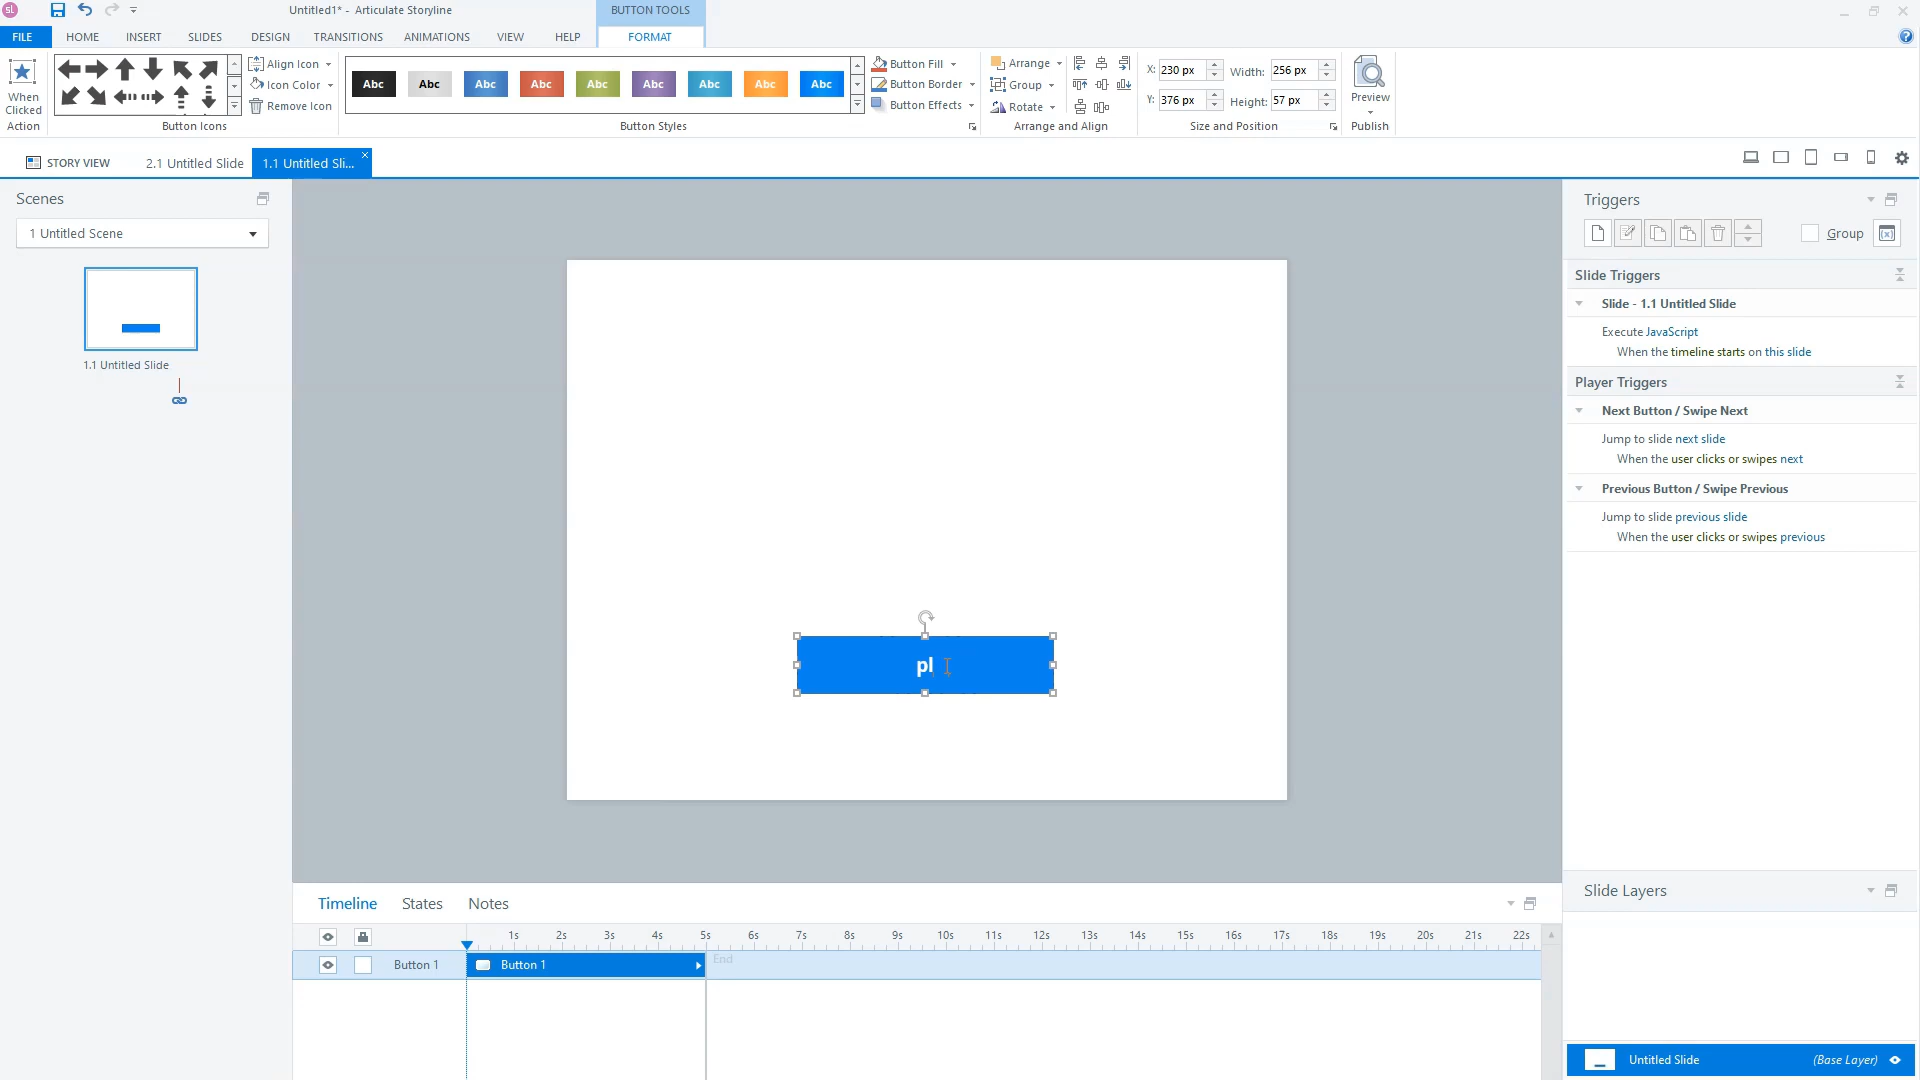 sl
Untitled1* - Articulate Storyline
BUTTON TOOLS
FILE
HOME
INSERT
SLIDES
DESIGN
TRANSITIONS
ANIMATIONS
VIEW
HELP
FORMAT
When
Clicked
Action
Align Icon
Icon Color
Remove Icon
Button Icons
Abc
Abc
Abc
Abc
Abc
Abc
Abc
Abc
Abc
Button Styles
Button Fill
Button Border
Button Effects
Arrange
Group
Rotate
Arrange and Align
X: 230 px
Width: 256 px
Y: 376 px
Height: 57 px
Size and Position
Preview
Publish
STORY VIEW
2.1 Untitled Slide
1.1 Untitled Sli...
Scenes
1 Untitled Scene
1.1 Untitled Slide
pl
Triggers
Group
(x)
Slide Triggers
Slide - 1.1 Untitled Slide
Execute JavaScript
When the timeline starts on this slide
Player Triggers
Next Button / Swipe Next
Jump to slide next slide
When the user clicks or swipes next
Previous Button / Swipe Previous
Jump to slide previous slide
When the user clicks or swipes previous
Timeline
States
Notes
1s 2s 3s 4s 5s 6s 7s 8s 9s 10s 11s 12s 13s 14s 15s 16s 17s 18s 19s 20s 21s 22s
Button 1
Button 1
End
Slide Layers
Untitled Slide
(Base Layer)